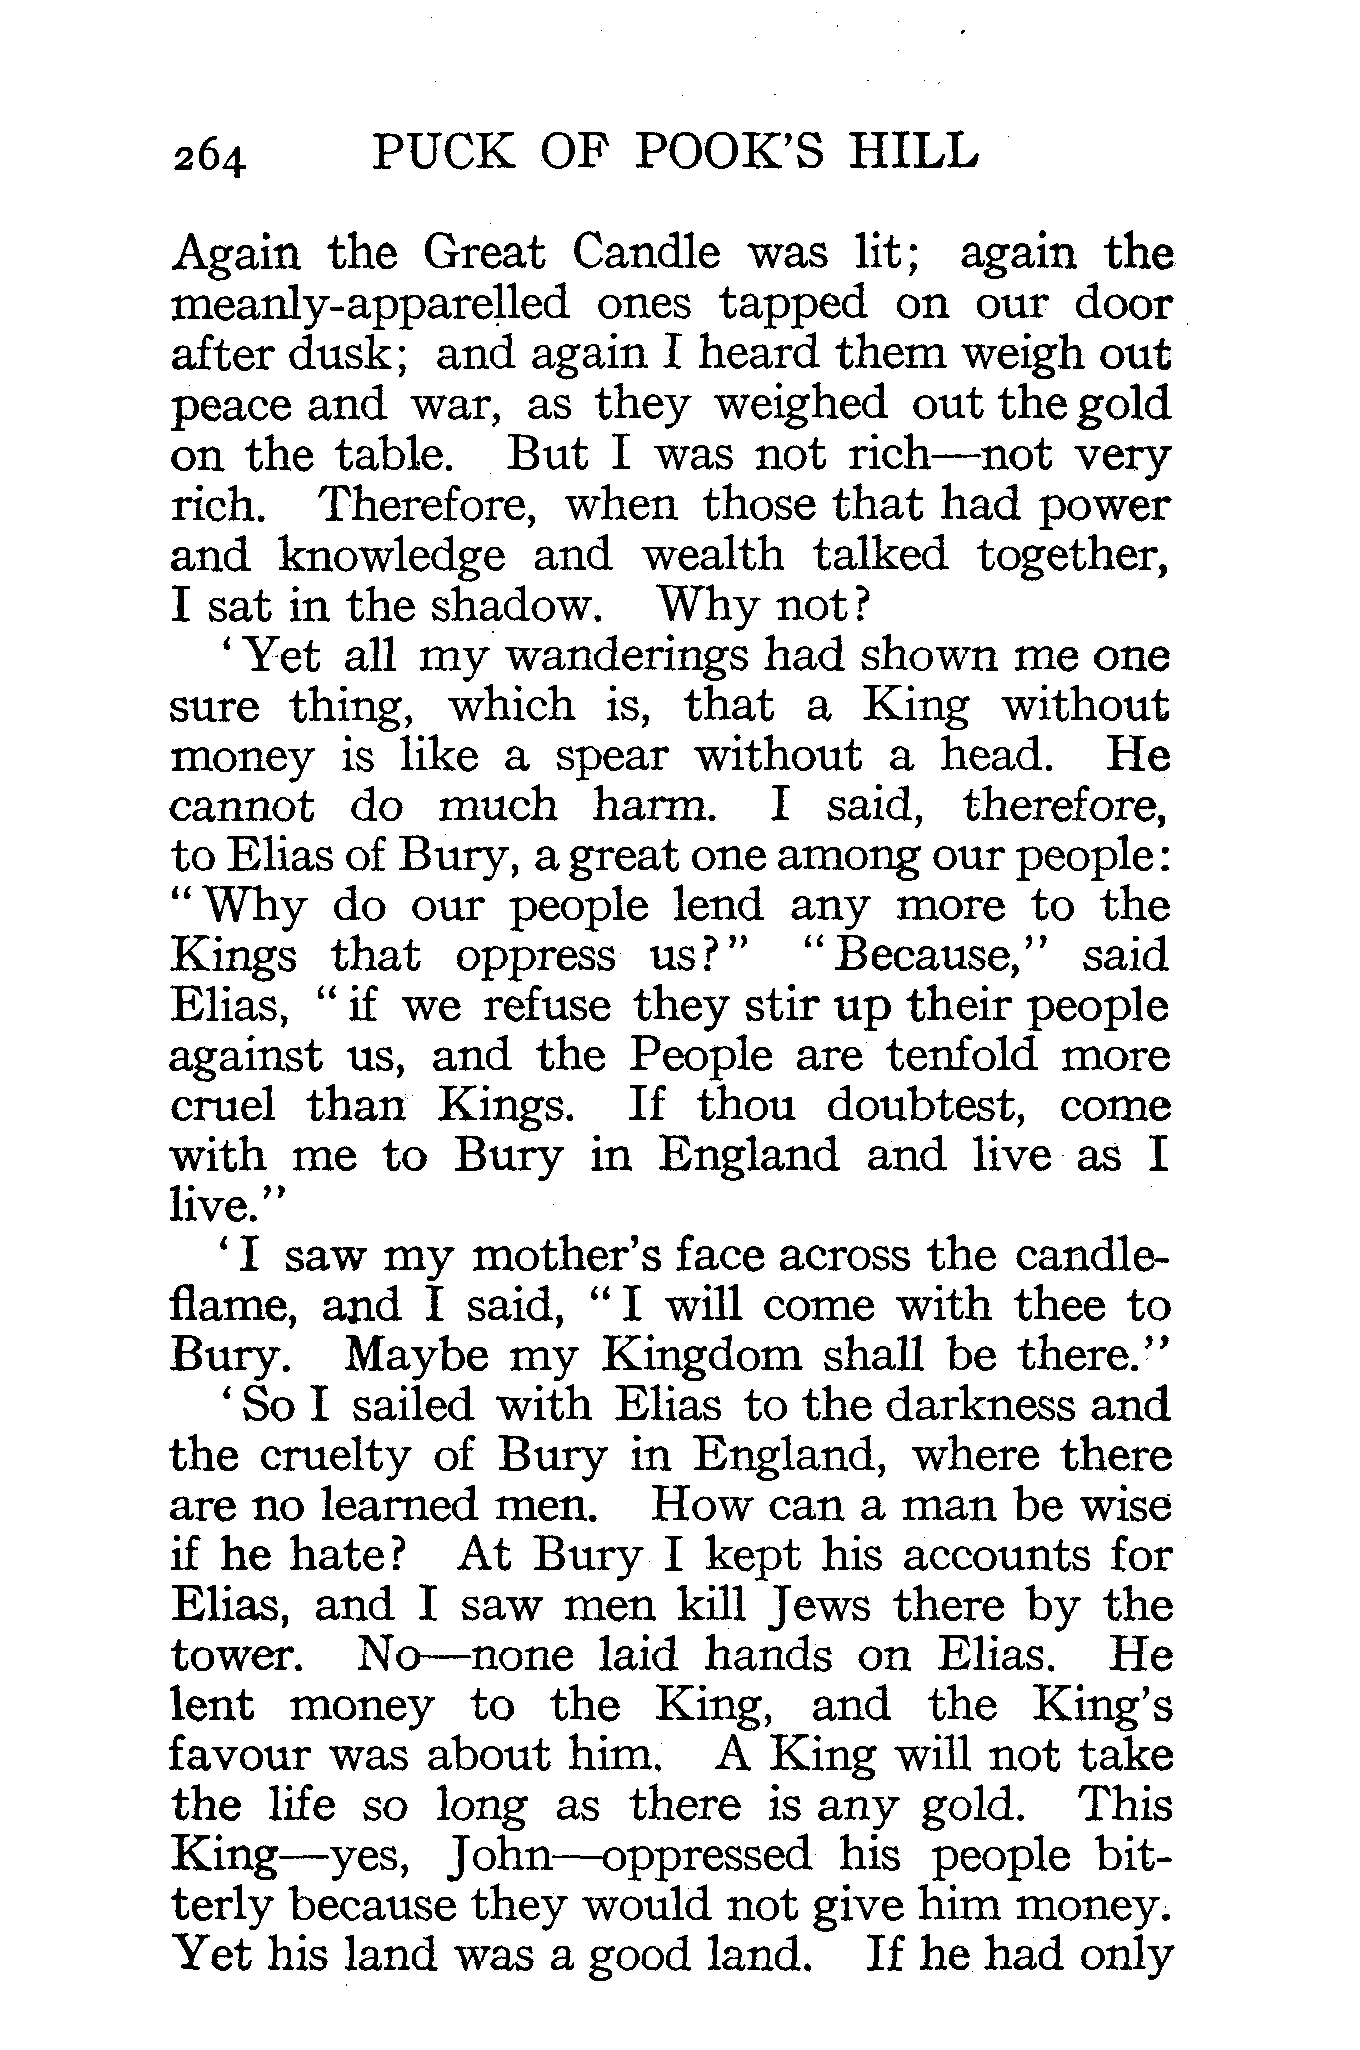 264 PUCK OF POOK'S HILL
Again the Great Candle was lit; again the
meanly-apparelled ones tapped on our door
after dusk; and again I heard them weigh out
peace and war, as they weighed out the gold
on the table. But I was not rich—not very
rich. Therefore, when those that had power
and knowledge and wealth talked together,
I sat in the shadow. Why not?
‘Yet all my wanderings had shown me one
sure thing, which is, that a King without
money is like a spear without a head. He
cannot do much harm. I said, therefore,
to Elias of Bury, a great one among our people:
“Why do our people lend any more to the
Kings that oppress us?” “Because,” said
Elias, “if we refuse they stir up their people
against us, and the People are tenfold more
cruel than Kings. If thou doubtest, come
with me to Bury in England and live as I
live.”
‘I saw my mother’s face across the candle-
flame, and I said, “I will come with thee to
Bury. Maybe my Kingdom shall be there.”
‘So I sailed with Elias to the darkness and
the cruelty of Bury in England, where there
are no learned men. How can a man be wise
if he hate? At Bury I kept his accounts for
Elias, and I saw men kill Jews there by the
tower. No—none laid hands on Elias. He
lent money to the King, and the King’s
favour was about him. A King will not take
the life so long as there is any gold. This
King—yes, John—oppressed his people bit-
terly because they would not give him money.
Yet his land was a good land. If he had only